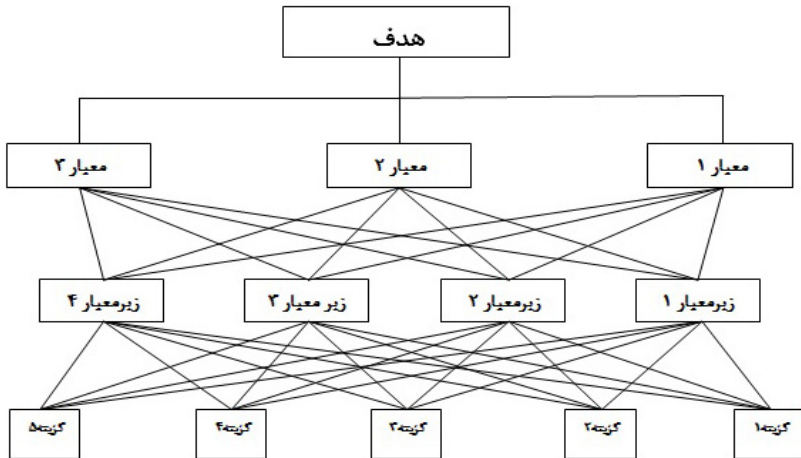 هدف
معیار ۱
معیار ۲
معیار ۳
زیرمعیار ۱
زیرمعیار ۲
زیر معیار ۳
زیرمعیار ۴
گزینه۱
گزینه۲
گزینه۳
گزینه۴
گزینه۵